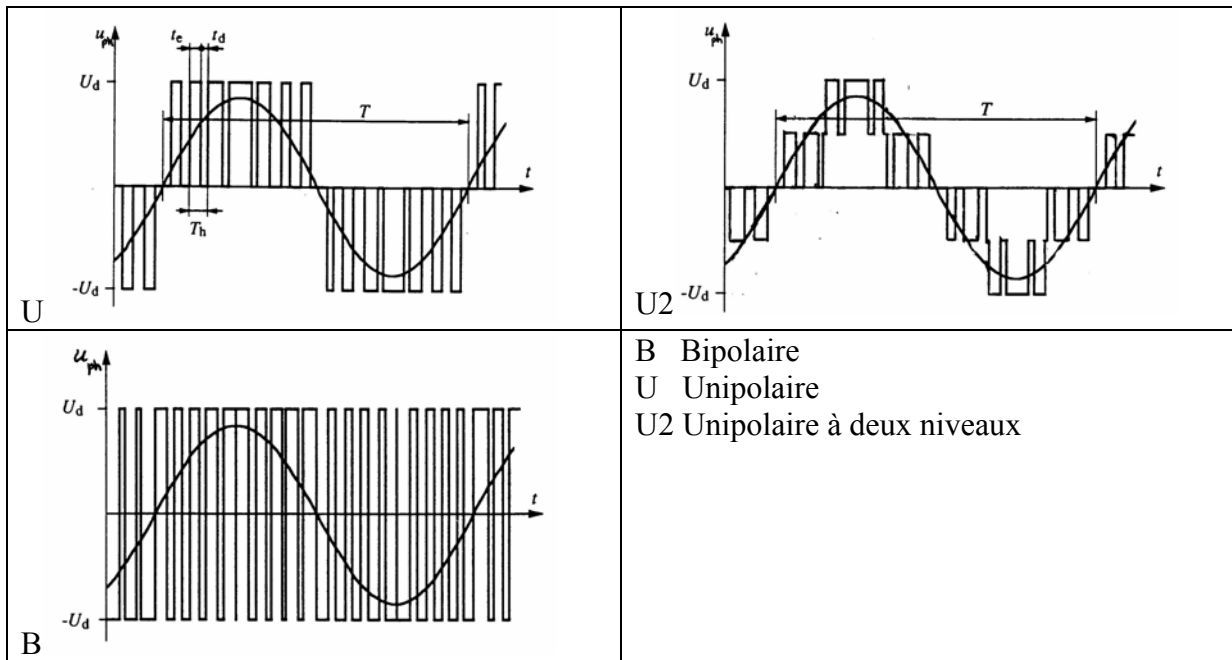 u_ph
t_e t_d
U_d
T
t
T_h
-U_d
U
u_ph
U_d
T
t
-U_d
U2
u_ph
U_d
t
-U_d
B
B Bipolaire
U Unipolaire
U2 Unipolaire à deux niveaux